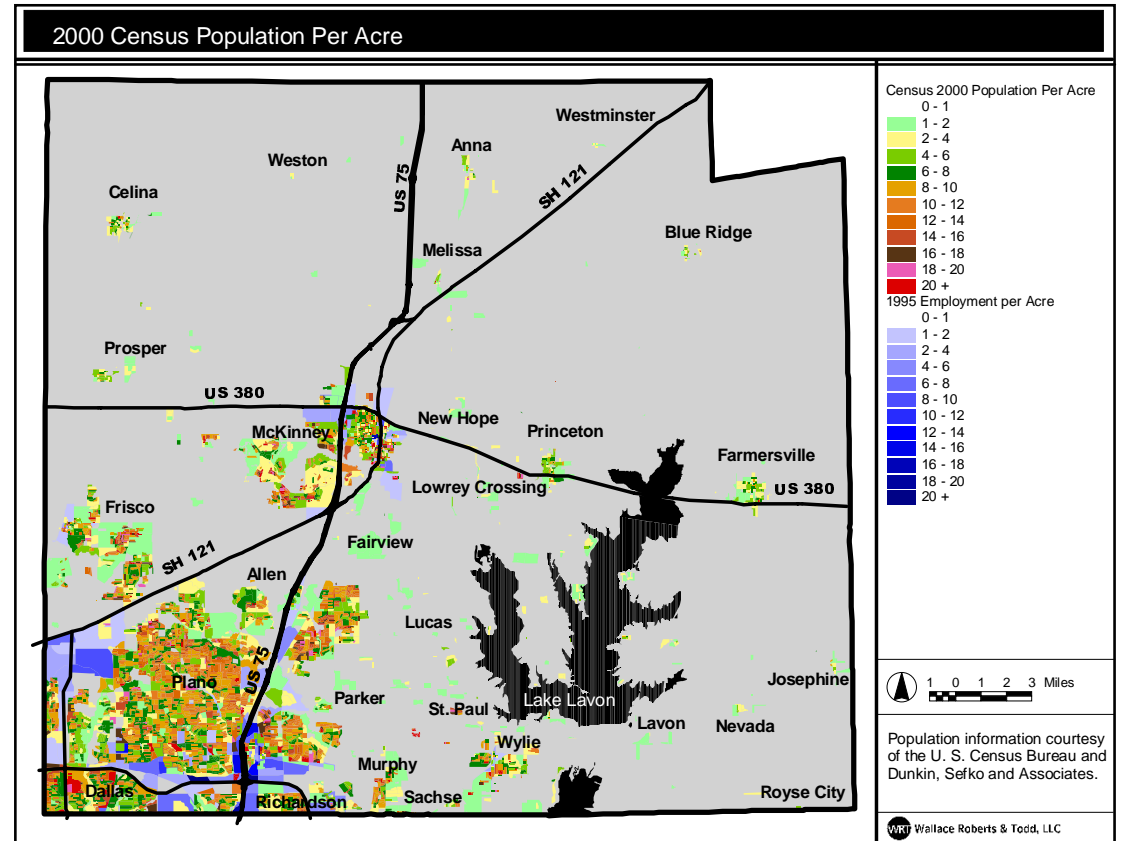 2000 Census Population Per Acre
Westminster
Weston
Anna
US 75
SH 121
Celina
Blue Ridge
Melissa
Prosper
US 380
New Hope
McKinney
Princeton
Farmersville
Lowrey Crossing
US 380
Frisco
Fairview
SH 121
Allen
Lucas
US 75
Plano
Josephine
Parker
St. Paul
Lake Lavon
Lavon
Nevada
Wylie
Murphy
Dallas
Richardson
Sachse
Royse City
Census 2000 Population Per Acre
0 - 1
1 - 2
2 - 4
4 - 6
6 - 8
8 - 10
10 - 12
12 - 14
14 - 16
16 - 18
18 - 20
20 +
1995 Employment per Acre
0 - 1
1 - 2
2 - 4
4 - 6
6 - 8
8 - 10
10 - 12
12 - 14
14 - 16
16 - 18
18 - 20
20 +
1 0 1 2 3 Miles
Population information courtesy
of the U. S. Census Bureau and
Dunkin, Sefko and Associates.
WRT Wallace Roberts & Todd, LLC